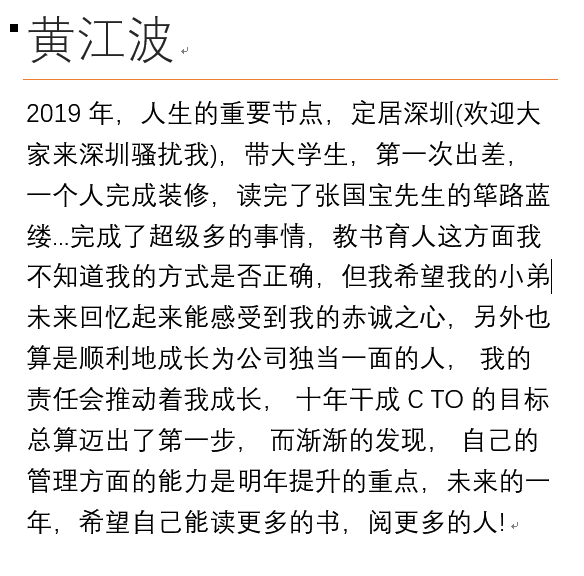 黄江波
2019 年，人生的重要节点，定居深圳(欢迎大
家来深圳骚扰我)，带大学生，第一次出差，
一个人完成装修，读完了张国宝先生的筚路蓝
缕...完成了超级多的事情，教书育人这方面我
不知道我的方式是否正确，但我希望我的小弟
未来回忆起来能感受到我的赤诚之心，另外也
算是顺利地成长为公司独当一面的人， 我的
责任会推动着我成长， 十年干成 C TO 的目标
总算迈出了第一步， 而渐渐的发现， 自己的
管理方面的能力是明年提升的重点，未来的一
年，希望自己能读更多的书，阅更多的人!